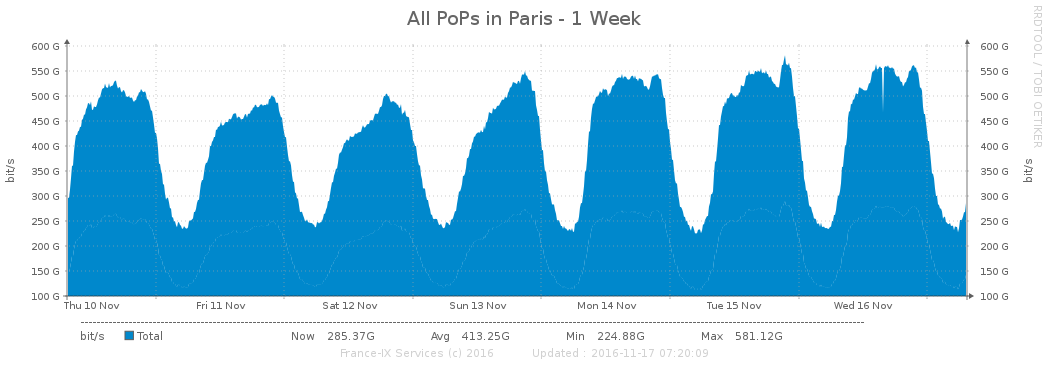 All PoPs in Paris - 1 Week
RRDTOOL / TOBI OETIKER
600 G 600 G
550 G 550 G
500 G 500 G
450 G 450 G
400 G 400 G
350 G 350 G
300 G 300 G
250 G 250 G
200 G 200 G
150 G 150 G
100 G 100 G
bit/s
bit/s
Thu 10 Nov Fri 11 Nov Sat 12 Nov Sun 13 Nov Mon 14 Nov Tue 15 Nov Wed 16 Nov
bit/s Total Now 285.37G Avg 413.25G Min 224.88G Max 581.12G
France-IX Services (c) 2016 Updated : 2016-11-17 07:20:09